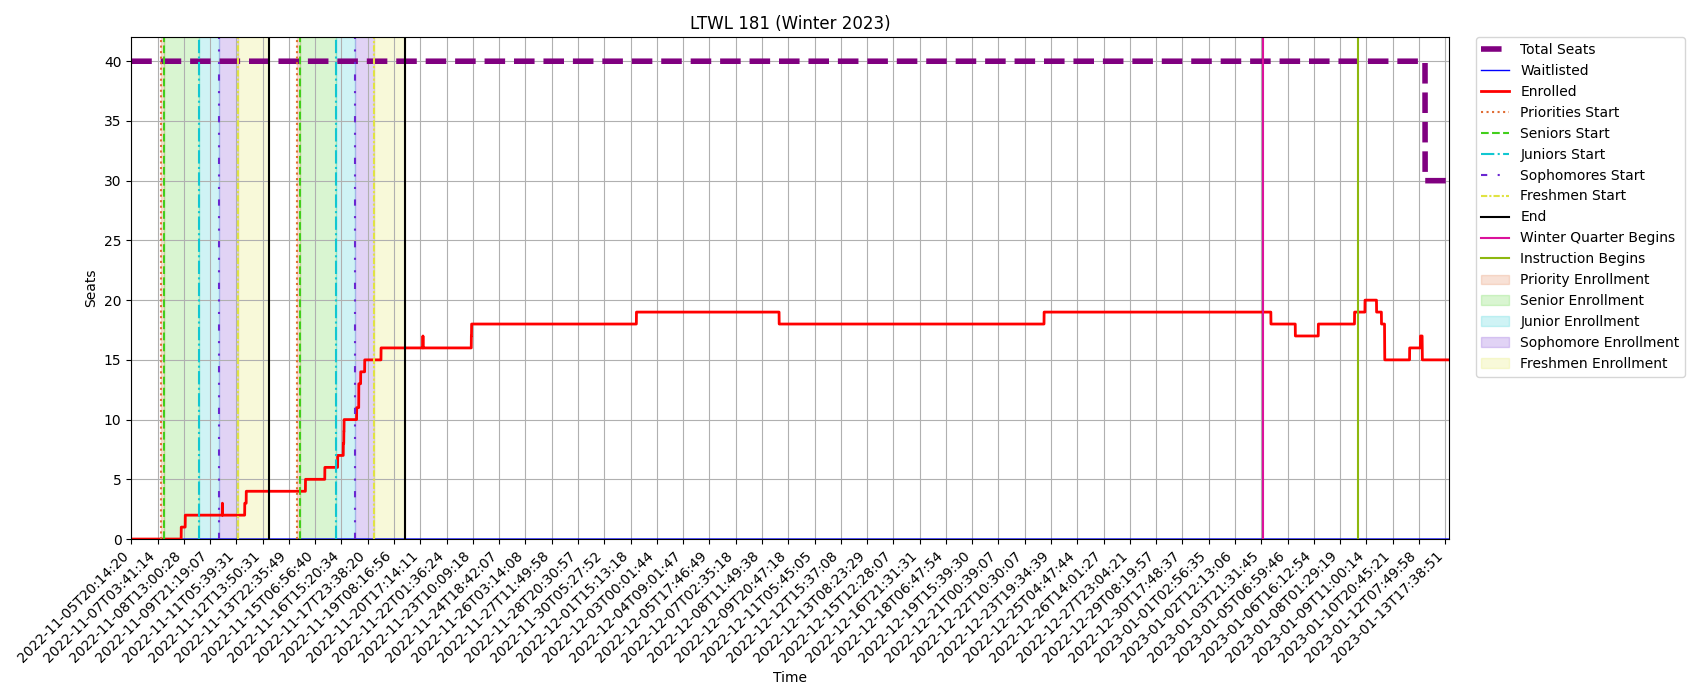 LTWL 181 (Winter 2023)
Seats
40
35
30
25
20
15
10
5
0
2022-11-05T20:14:20
2022-11-07T03:41:14
2022-11-08T13:00:28
2022-11-09T21:19:07
2022-11-11T05:39:31
2022-11-12T13:50:31
2022-11-13T22:35:49
2022-11-15T06:56:40
2022-11-16T15:20:34
2022-11-17T23:38:20
2022-11-19T08:16:56
2022-11-20T17:14:11
2022-11-22T01:36:24
2022-11-23T10:09:18
2022-11-24T18:42:07
2022-11-26T03:14:08
2022-11-27T11:49:58
2022-11-28T20:30:57
2022-11-30T05:27:52
2022-12-01T15:13:18
2022-12-03T00:01:44
2022-12-04T09:01:47
2022-12-05T17:46:49
2022-12-07T02:35:18
2022-12-08T11:49:38
2022-12-09T20:47:18
2022-12-11T05:45:05
2022-12-12T15:37:08
2022-12-13T08:23:29
2022-12-15T12:28:07
2022-12-16T21:31:31
2022-12-18T06:47:54
2022-12-19T15:39:30
2022-12-21T00:39:07
2022-12-22T10:30:07
2022-12-23T19:34:39
2022-12-25T04:47:44
2022-12-26T14:01:27
2022-12-27T23:04:21
2022-12-29T08:19:57
2022-12-30T17:48:37
2023-01-01T02:56:35
2023-01-02T12:13:06
2023-01-03T21:31:45
2023-01-05T06:59:46
2023-01-06T16:12:54
2023-01-08T01:29:19
2023-01-09T11:00:14
2023-01-10T20:45:21
2023-01-12T07:49:58
2023-01-13T17:38:51
Time
Total Seats
Waitlisted
Enrolled
Priorities Start
Seniors Start
Juniors Start
Sophomores Start
Freshmen Start
End
Winter Quarter Begins
Instruction Begins
Priority Enrollment
Senior Enrollment
Junior Enrollment
Sophomore Enrollment
Freshmen Enrollment